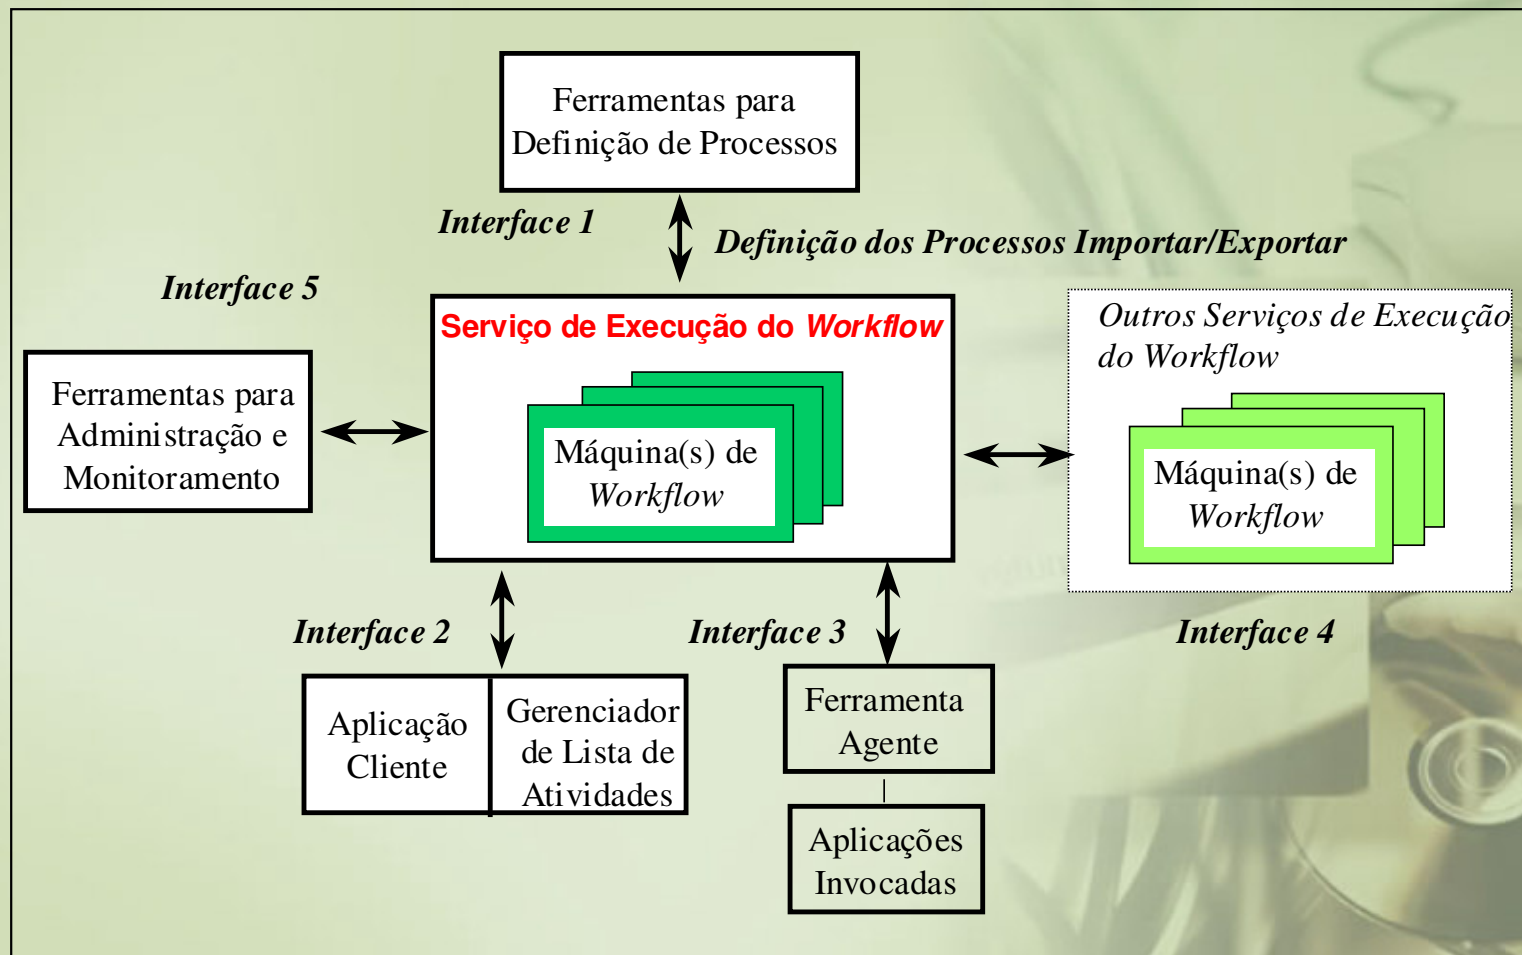 Ferramentas para
Definição de Processos
Interface 1
Definição dos Processos Importar/Exportar
Interface 5
Serviço de Execução do Workflow
Outros Serviços de Execução
do Workflow
Ferramentas para
Administração e
Monitoramento
Máquina(s) de
Workflow
Máquina(s) de
Workflow
Interface 2
Interface 3
Interface 4
Aplicação
Cliente
Gerenciador
de Lista de
Atividades
Ferramenta
Agente
Aplicações
Invocadas